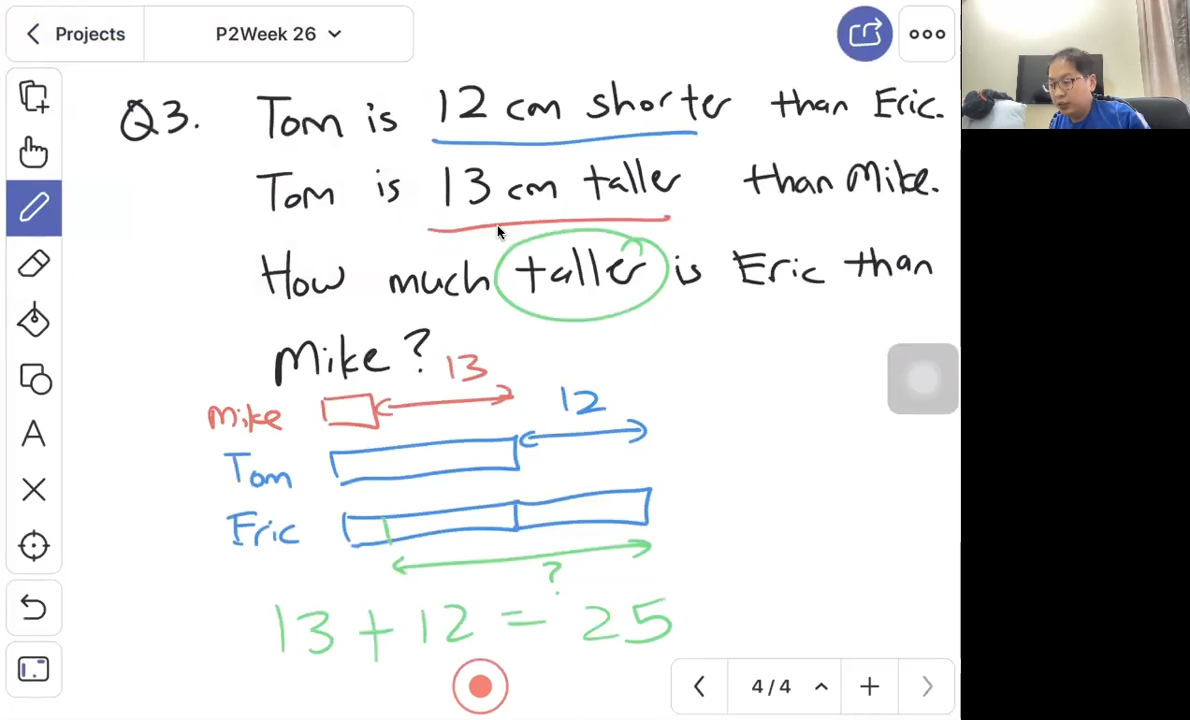 Projects
P2Week 26
Q3. Tom is 12 cm shorter than Eric.
Tom is 13 cm taller than Mike.
How much taller is Eric than
Mike?
13
Mike
12
Tom
Eric
?
13 + 12 = 25
4/4